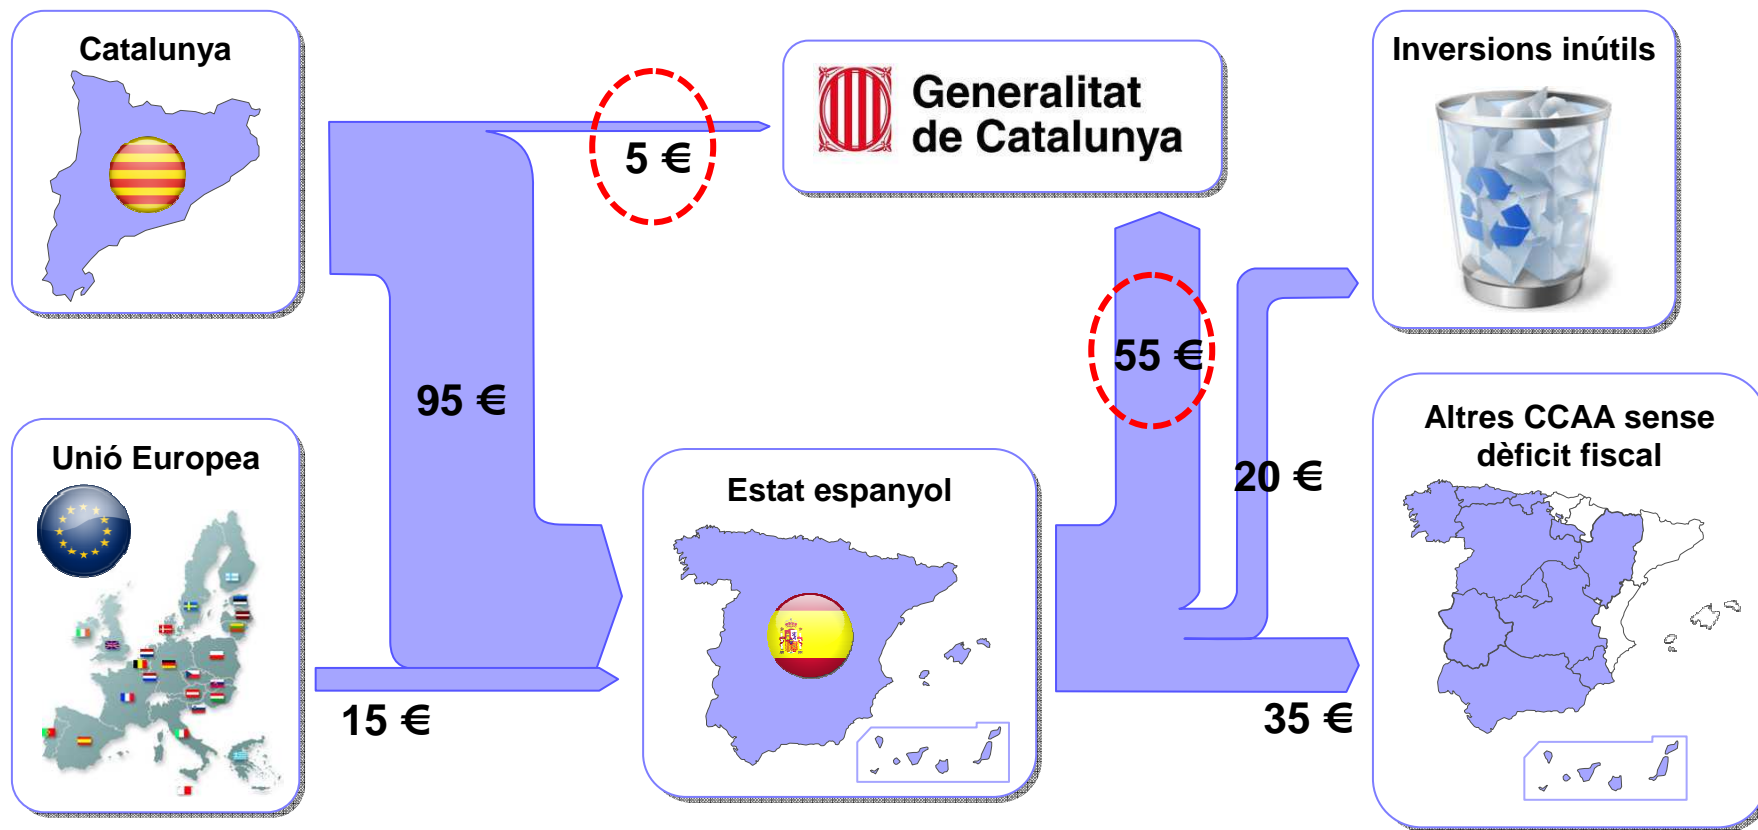 Catalunya
5 €
Generalitat
de Catalunya
Inversions inútils
95 €
55 €
20 €
Unió Europea
15 €
Estat espanyol
Altres CCAA sense
dèficit fiscal
35 €